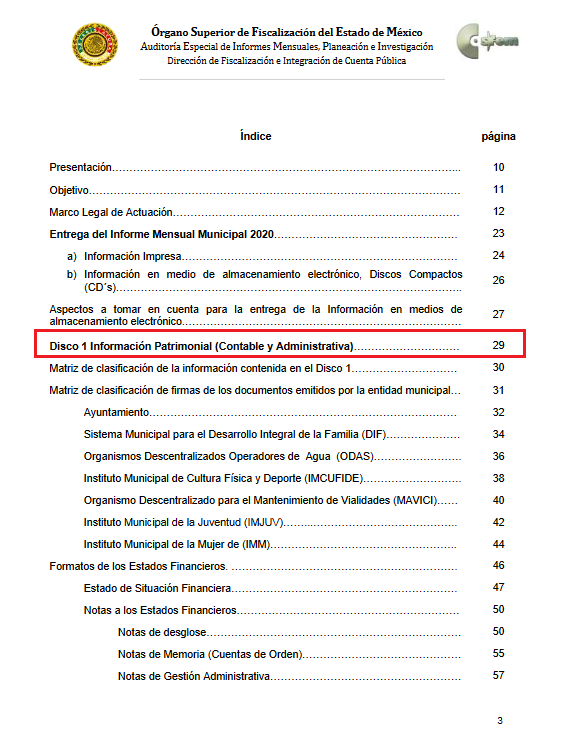 Órgano Superior de Fiscalización del Estado de México
Auditoría Especial de Informes Mensuales, Planeación e Investigación
Dirección de Fiscalización e Integración de Cuenta Pública
osfem
Índice página
Presentación…………………………………………………………………………... 10
Objetivo………………………………………………………………………………… 11
Marco Legal de Actuación…………………………………………………………… 12
Entrega del Informe Mensual Municipal 2020……………………………………… 23
a) Información Impresa……………………………………………………………… 24
b) Información en medio de almacenamiento electrónico, Discos Compactos
(CD´s)………………………………………………………………………….. 26
Aspectos a tomar en cuenta para la entrega de la Información en medios de
almacenamiento electrónico………………………………………………………… 27
Disco 1 Información Patrimonial (Contable y Administrativa)………………………… 29
Matriz de clasificación de la información contenida en el Disco 1…………………… 30
Matriz de clasificación de firmas de los documentos emitidos por la entidad municipal… 31
Ayuntamiento…………………………………………………………………… 32
Sistema Municipal para el Desarrollo Integral de la Familia (DIF)………………… 34
Organismos Descentralizados Operadores de Agua (ODAS)………………… 36
Instituto Municipal de Cultura Física y Deporte (IMCUFIDE)…………………… 38
Organismo Descentralizado para el Mantenimiento de Vialidades (MAVICI)…… 40
Instituto Municipal de la Juventud (IMJUV)……………………………………… 42
Instituto Municipal de la Mujer de (IMM)………………………………………… 44
Formatos de los Estados Financieros. ……………………………………………… 46
Estado de Situación Financiera…………………………………………………… 47
Notas a los Estados Financieros………………………………………………… 50
Notas de desglose………………………………………………………… 50
Notas de Memoria (Cuentas de Orden)…………………………………… 55
Notas de Gestión Administrativa………………………………………… 57
3